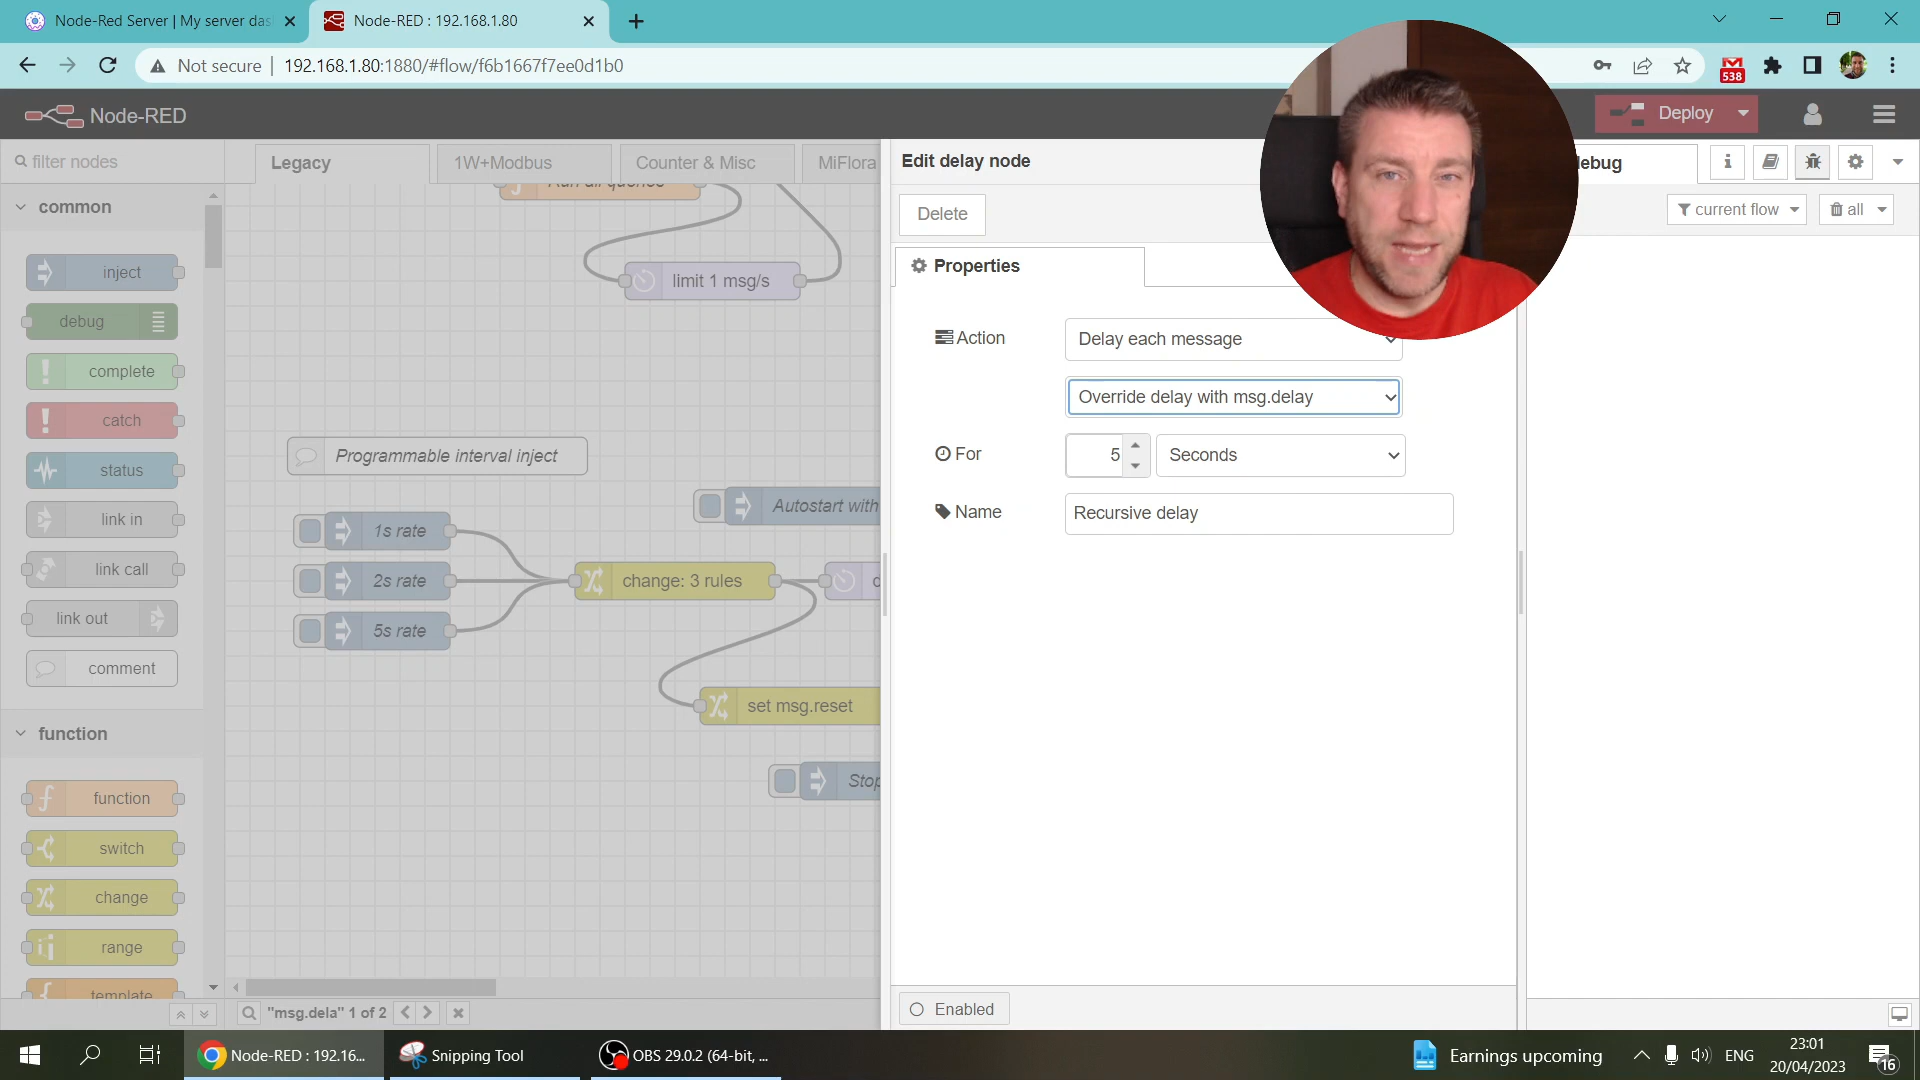 Node-Red Server | My server das
Node-RED : 192.168.1.80
Not secure
192.168.1.80:1880/#flow/f6b1667f7ee0d1b0
538
Node-RED
Deploy
filter nodes
Legacy
1W+Modbus
Counter & Misc
MiFlora
Edit delay node
ebug
common
Run all queries
Delete
current flow
all
inject
limit 1 msg/s
Properties
debug
Action
Delay each message
complete
Override delay with msg.delay
catch
Programmable interval inject
For
5
Seconds
status
Autostart with
Name
Recursive delay
link in
1s rate
link call
2s rate
change: 3 rules
d
link out
5s rate
comment
set msg.reset
function
Stop
function
switch
change
range
template
"msg.dela" 1 of 2
Enabled
Node-RED : 192.16...
Snipping Tool
OBS 29.0.2 (64-bit, ...
Earnings upcoming
ENG
23:01
20/04/2023
16